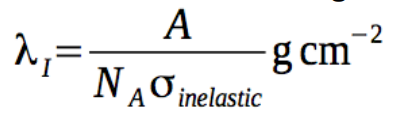 λ_I = A / (N_A σ_inelastic) g cm^−2